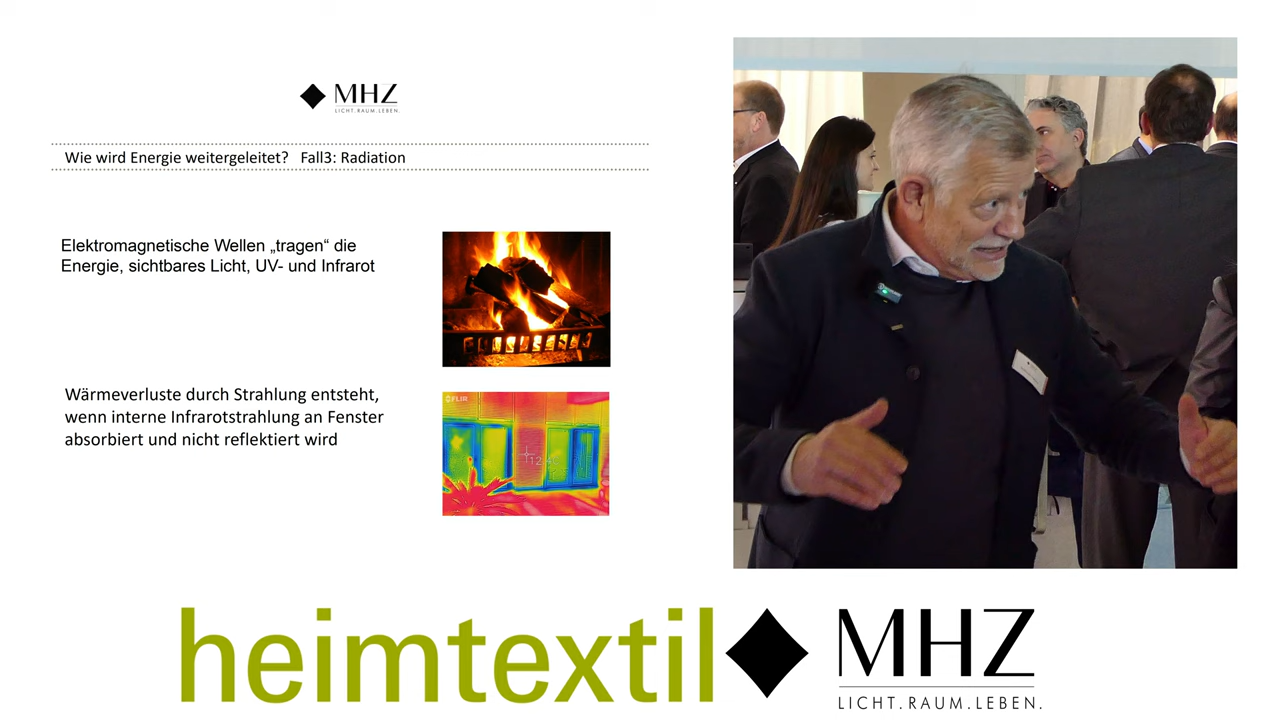 MHZ
LICHT.RAUM.LEBEN.
Wie wird Energie weitergeleitet? Fall3: Radiation
Elektromagnetische Wellen „tragen“ die
Energie, sichtbares Licht, UV- und Infrarot
Wärmeverluste durch Strahlung entsteht,
wenn interne Infrarotstrahlung an Fenster
absorbiert und nicht reflektiert wird
FLIR
heimtextil
MHZ
LICHT.RAUM.LEBEN.